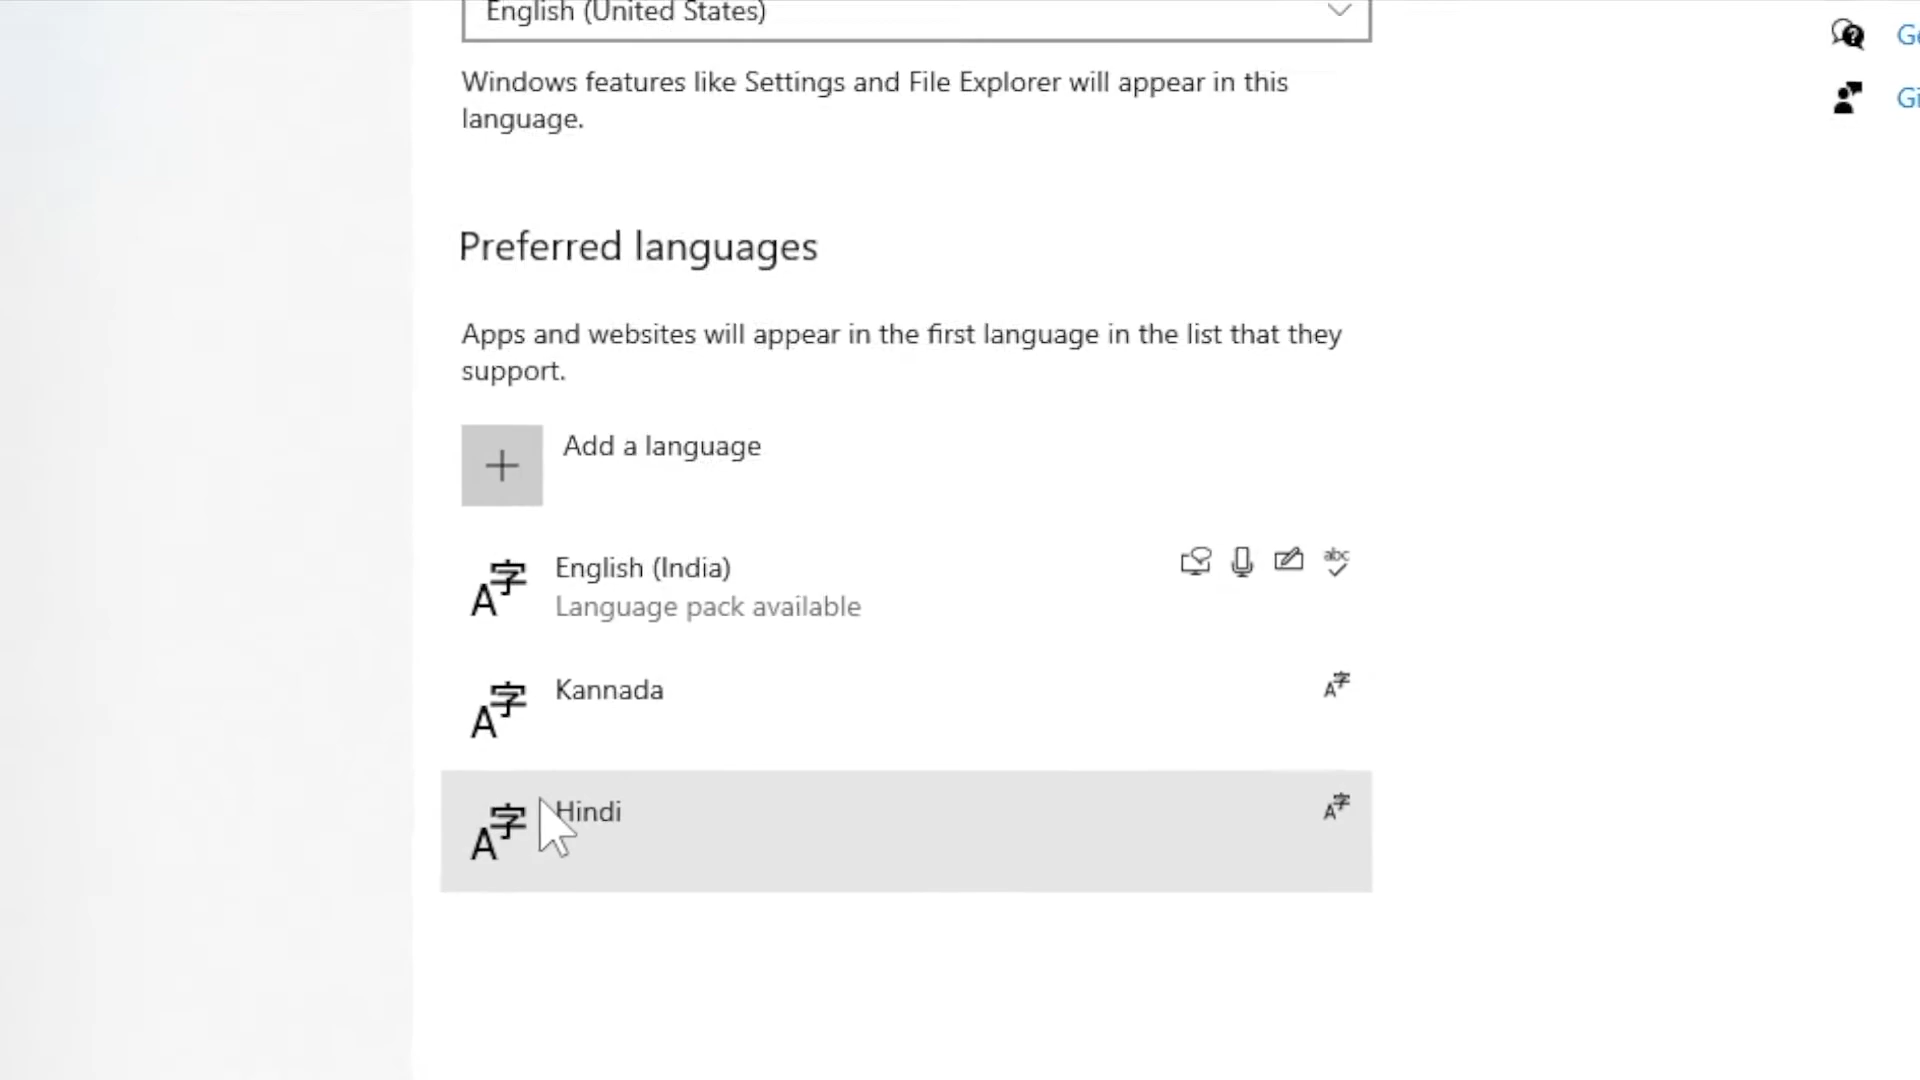 English (United States)
Windows features like Settings and File Explorer will appear in this
language.
Preferred languages
Apps and websites will appear in the first language in the list that they
support.
Add a language
English (India)
Language pack available
Kannada
Hindi